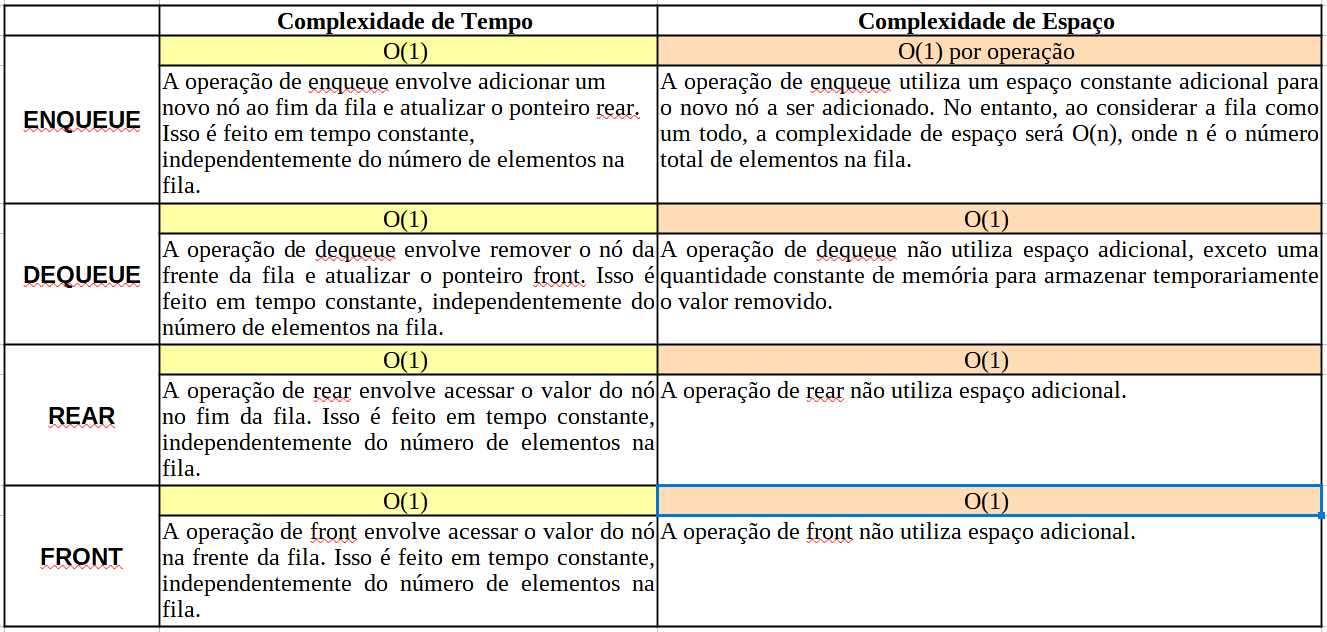 Complexidade de Tempo
Complexidade de Espaço
ENQUEUE
O(1)
O(1) por operação
A operação de enqueue envolve adicionar um
novo nó ao fim da fila e atualizar o ponteiro rear.
Isso é feito em tempo constante,
independentemente do número de elementos na
fila.
A operação de enqueue utiliza um espaço constante adicional para
o novo nó a ser adicionado. No entanto, ao considerar a fila como
um todo, a complexidade de espaço será O(n), onde n é o número
total de elementos na fila.
DEQUEUE
O(1)
O(1)
A operação de dequeue envolve remover o nó da
frente da fila e atualizar o ponteiro front. Isso é
feito em tempo constante, independentemente do
número de elementos na fila.
A operação de dequeue não utiliza espaço adicional, exceto uma
quantidade constante de memória para armazenar temporariamente
o valor removido.
REAR
O(1)
O(1)
A operação de rear envolve acessar o valor do nó
no fim da fila. Isso é feito em tempo constante,
independentemente do número de elementos na
fila.
A operação de rear não utiliza espaço adicional.
FRONT
O(1)
O(1)
A operação de front envolve acessar o valor do nó
na frente da fila. Isso é feito em tempo constante,
independentemente do número de elementos na
fila.
A operação de front não utiliza espaço adicional.